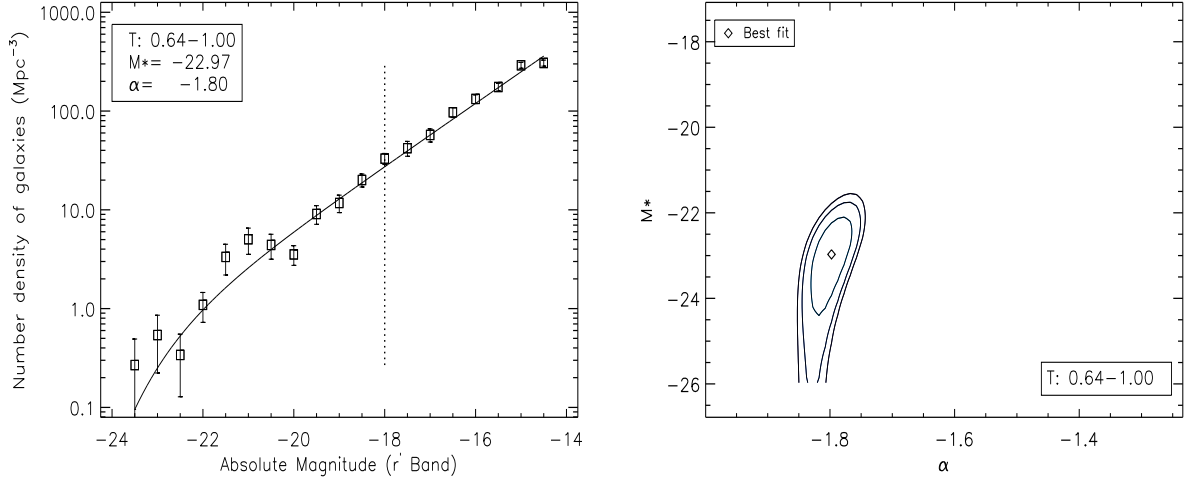 Number density of galaxies (Mpc⁻³)
1000.0
100.0
10.0
1.0
0.1
T: 0.64−1.00
M*= −22.97
α= −1.80
−24
−22
−20
−18
−16
−14
Absolute Magnitude (r' Band)
M*
−18
−20
−22
−24
−26
◇ Best fit
T: 0.64−1.00
−1.8
−1.6
−1.4
α